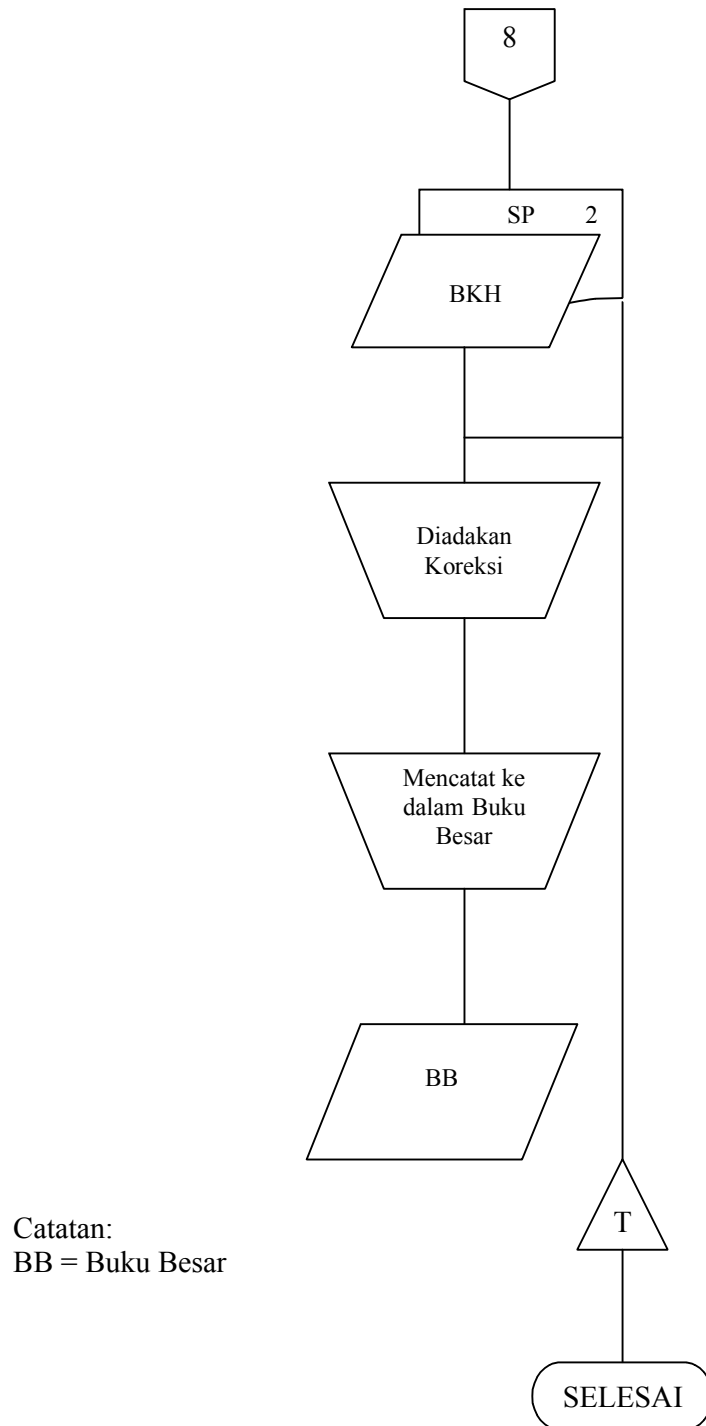 8
SP 2
BKH
Diadakan
Koreksi
Mencatat ke
dalam Buku
Besar
BB
T
Catatan:
BB = Buku Besar
SELESAI